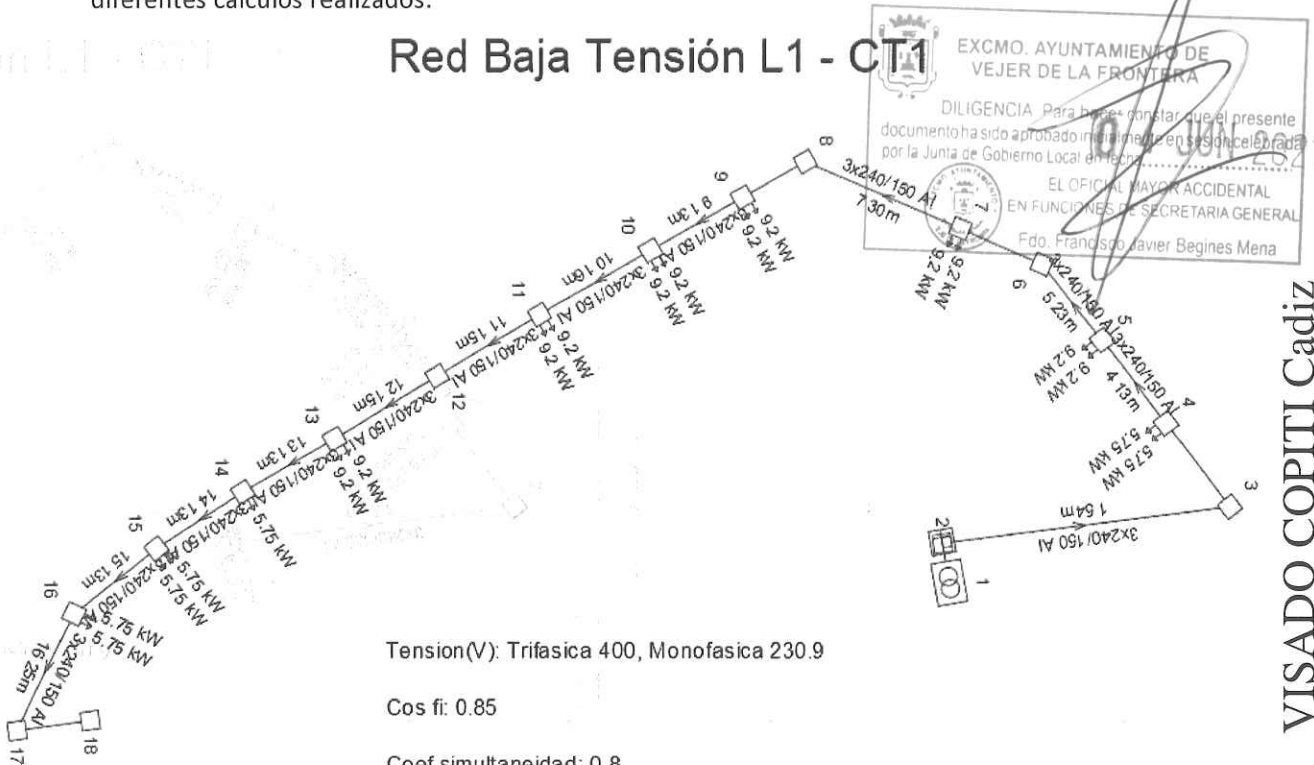 diferentes cálculos realizados:
Red Baja Tensión L1 - CT1
EXCMO. AYUNTAMIENTO DE
VEJER DE LA FRONTERA
DILIGENCIA Para hacer constar que el presente
documento ha sido aprobado inicialmente en sesión celebrada
por la Junta de Gobierno Local en fecha
JUN 202
EL OFICIAL MAYOR ACCIDENTAL
EN FUNCIONES DE SECRETARIA GENERAL
Fdo. Francisco Javier Begines Mena
VISADO COPITI Cadiz
8
3x240/150 Al
7 30m
7
9.2 kW
9.2 kW
6
3x240/150 Al
5 23m
5
9.2 kW
9.2 kW
3x240/150 Al
4 13m
4
5.75 kW
5.75 kW
3
1 54m
3x240/150 Al
2
1
9
9.2 kW
9.2 kW
9 13m
3x240/150 Al
10
9.2 kW
9.2 kW
10 16m
3x240/150 Al
11
9.2 kW
9.2 kW
11 15m
3x240/150 Al
12
12 15m
3x240/150 Al
13
9.2 kW
9.2 kW
13 13m
3x240/150 Al
14
5.75 kW
14 13m
3x240/150 Al
15
5.75 kW
5.75 kW
15 13m
3x240/150 Al
16
5.75 kW
5.75 kW
16 25m
3x240/150 Al
17
18
Tension(V): Trifasica 400, Monofasica 230.9
Cos fi: 0.85
Coef simultaneidad: 0.8